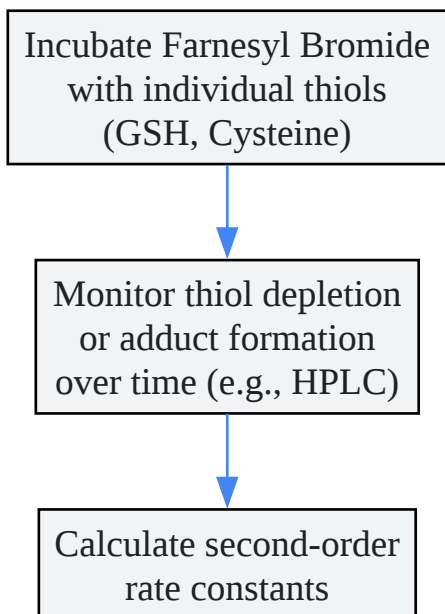 Incubate Farnesyl Bromide
with individual thiols
(GSH, Cysteine)
Monitor thiol depletion
or adduct formation
over time (e.g., HPLC)
Calculate second-order
rate constants